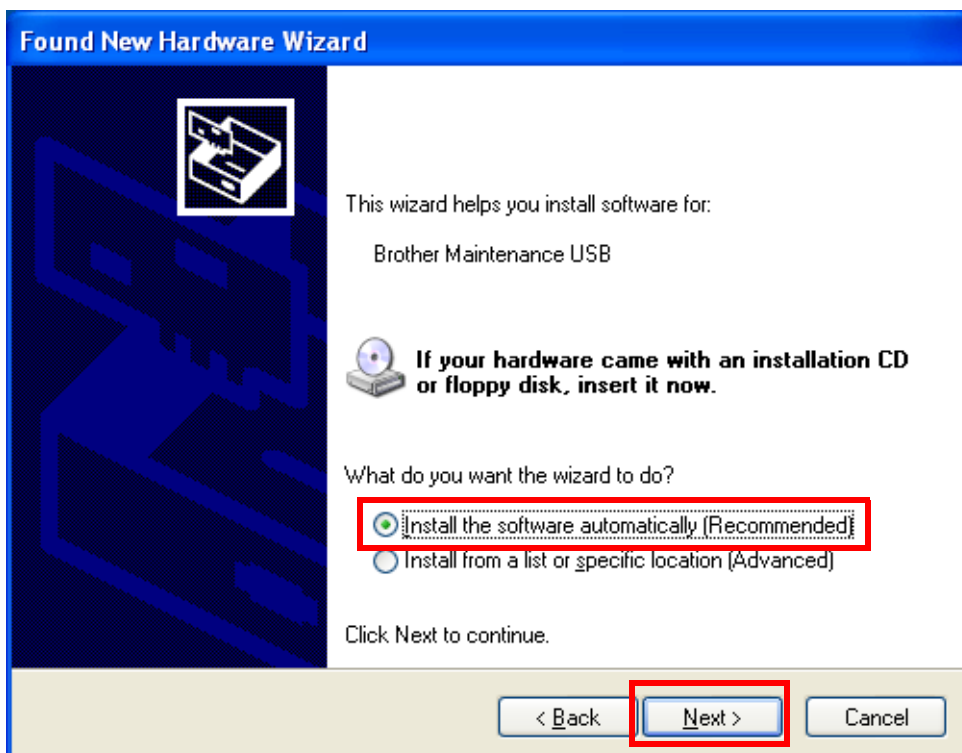 Found New Hardware Wizard
This wizard helps you install software for:
Brother Maintenance USB
If your hardware came with an installation CD
or floppy disk, insert it now.
What do you want the wizard to do?
Install the software automatically (Recommended)
Install from a list or specific location (Advanced)
Click Next to continue.
< Back Next > Cancel